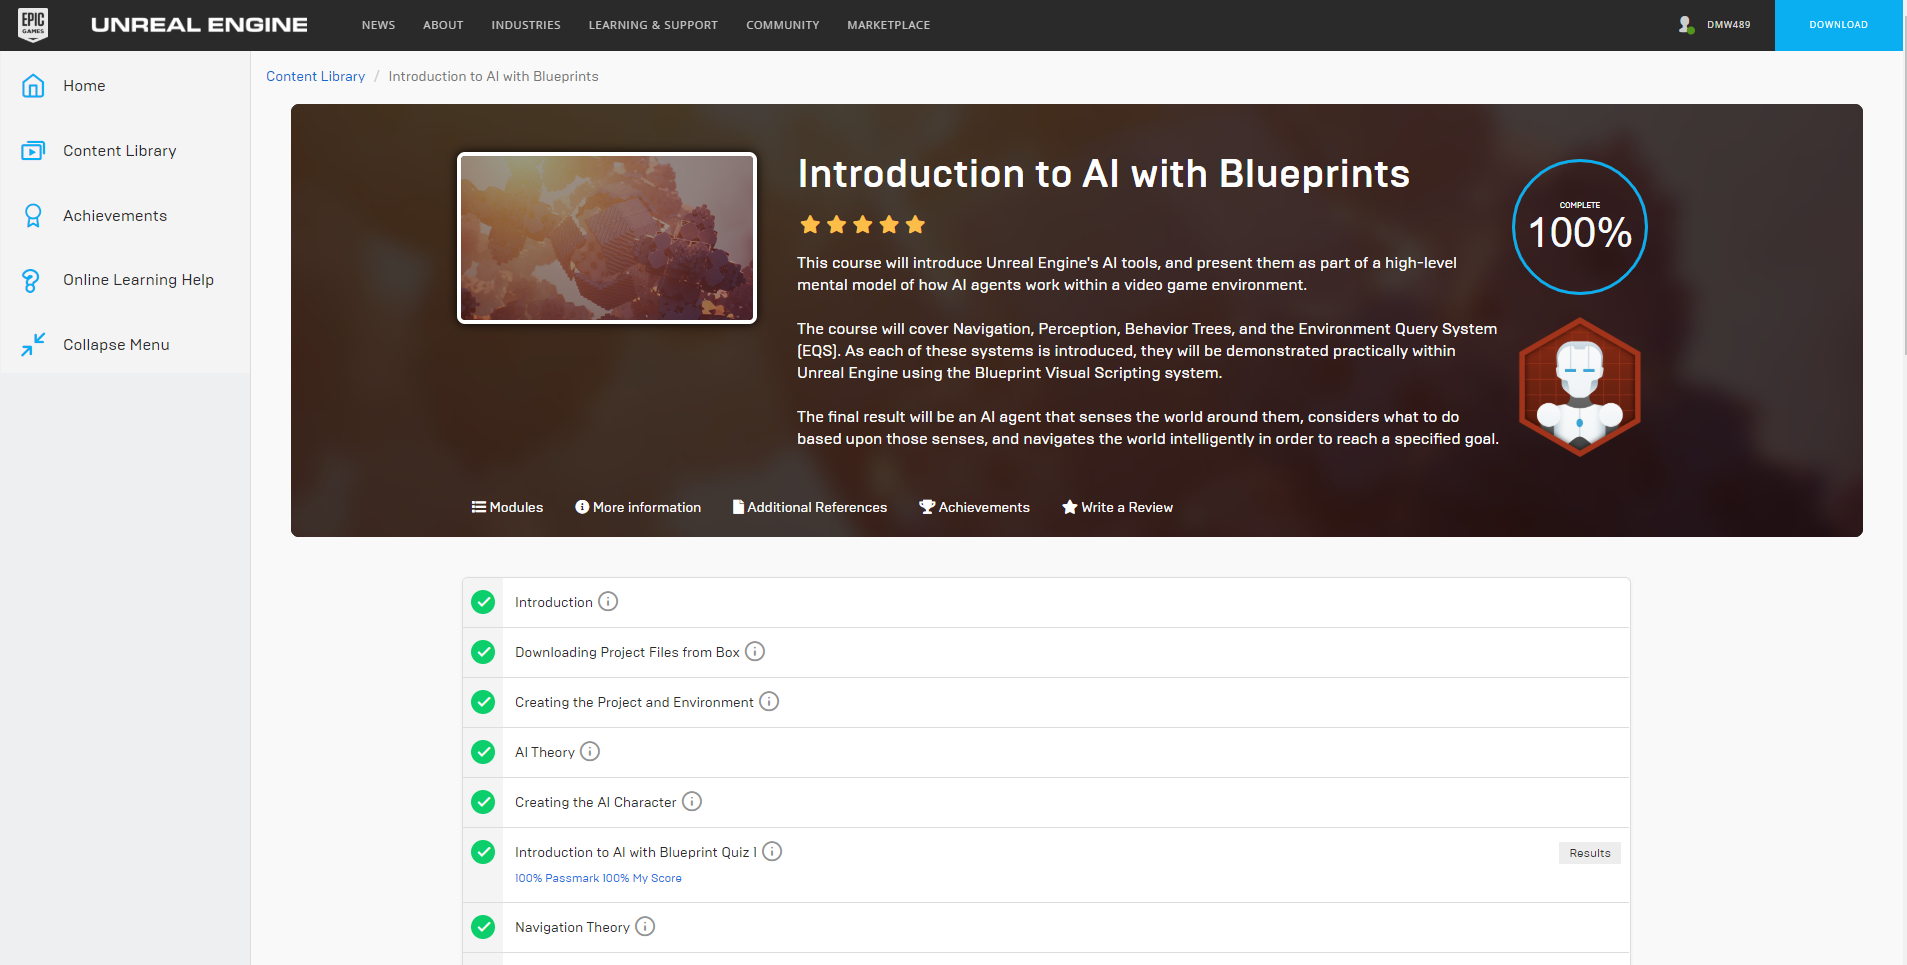 EPIC
GAMES
UNREAL ENGINE
NEWS
ABOUT
INDUSTRIES
LEARNING & SUPPORT
COMMUNITY
MARKETPLACE
DMW489
DOWNLOAD
Home
Content Library
Achievements
Online Learning Help
Collapse Menu
Content Library / Introduction to AI with Blueprints
Introduction to AI with Blueprints
This course will introduce Unreal Engine's AI tools, and present them as part of a high-level
mental model of how AI agents work within a video game environment.
The course will cover Navigation, Perception, Behavior Trees, and the Environment Query System
(EQS). As each of these systems is introduced, they will be demonstrated practically within
Unreal Engine using the Blueprint Visual Scripting system.
The final result will be an AI agent that senses the world around them, considers what to do
based upon those senses, and navigates the world intelligently in order to reach a specified goal.
COMPLETE
100%
Modules
More information
Additional References
Achievements
Write a Review
Introduction
Downloading Project Files from Box
Creating the Project and Environment
AI Theory
Creating the AI Character
Introduction to AI with Blueprint Quiz 1
Results
100% Passmark 100% My Score
Navigation Theory